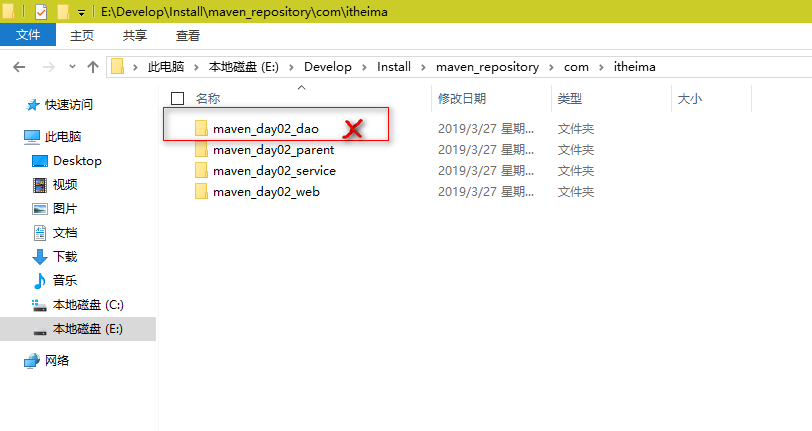 E:\Develop\Install\maven_repository\com\itheima
文件 主页 共享 查看
此电脑 本地磁盘 (E:) Develop Install maven_repository com itheima
名称 修改日期 类型 大小
快速访问
此电脑
Desktop
视频
图片
文档
下载
音乐
本地磁盘 (C:)
本地磁盘 (E:)
网络
maven_day02_dao 2019/3/27 星期... 文件夹
maven_day02_parent 2019/3/27 星期... 文件夹
maven_day02_service 2019/3/27 星期... 文件夹
maven_day02_web 2019/3/27 星期... 文件夹